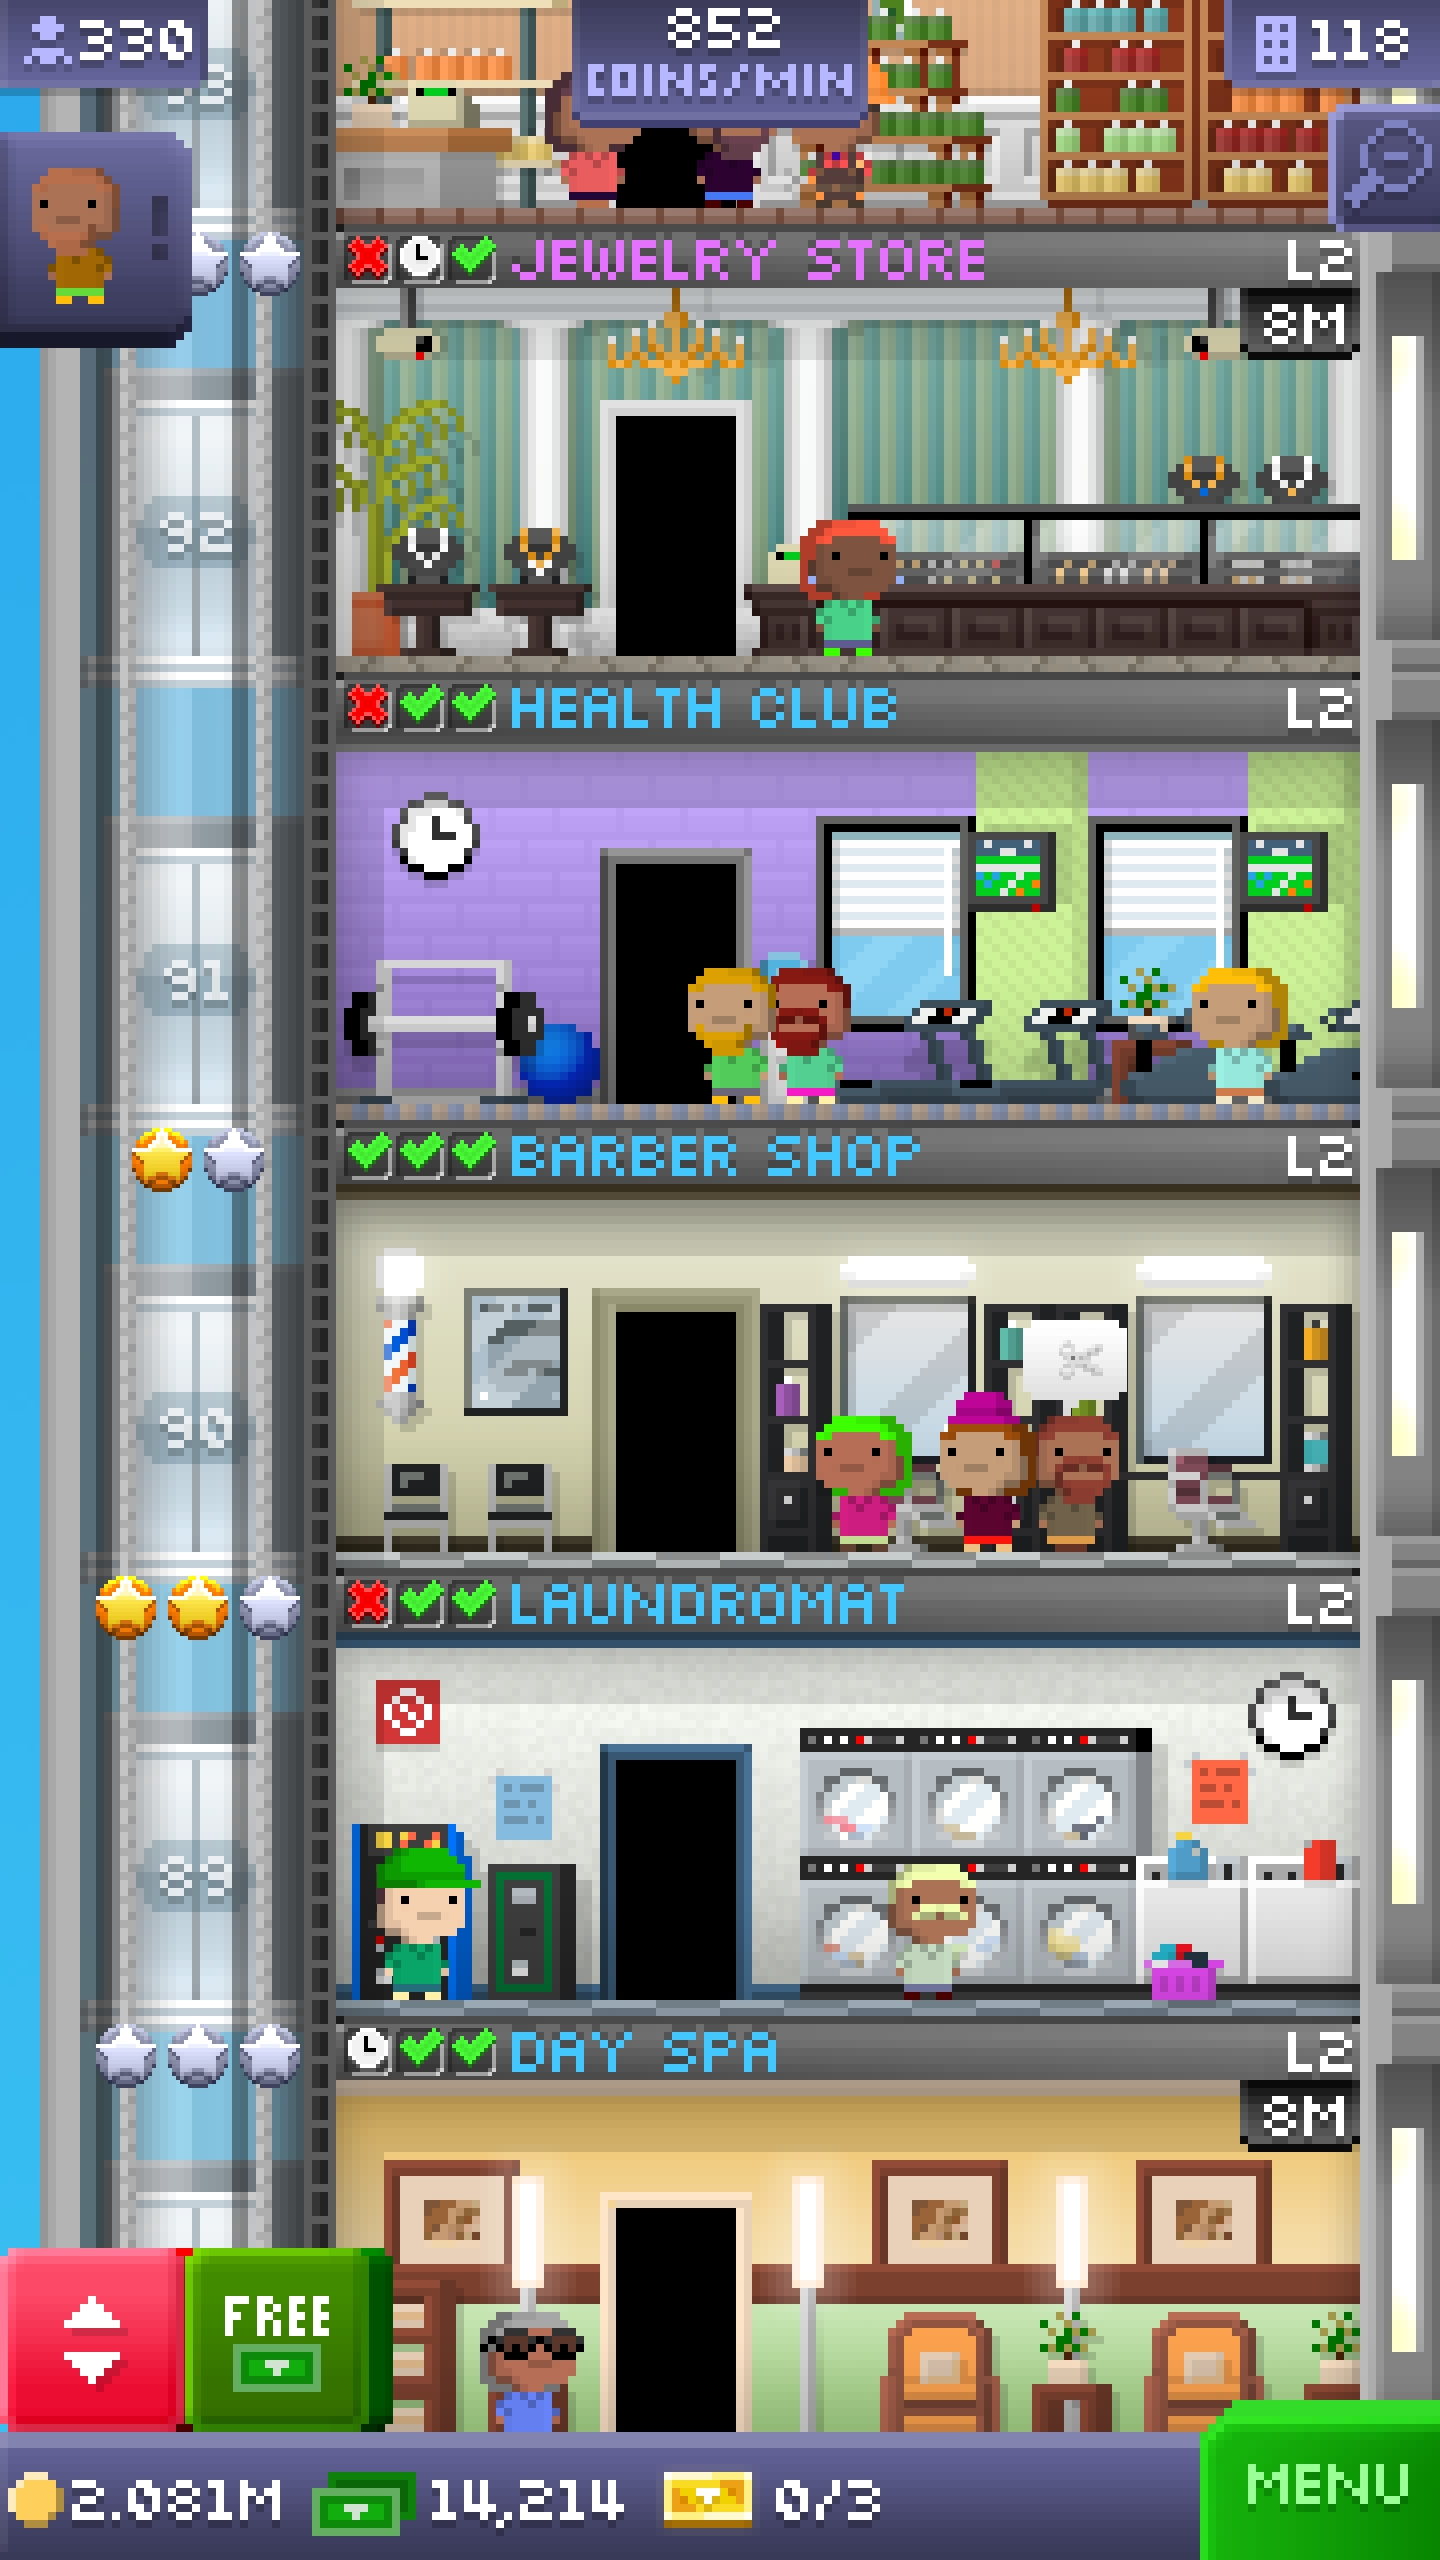 330
852
COINS/MIN
118
JEWELRY STORE L2
8M
92
HEALTH CLUB L2
91
BARBER SHOP L2
90
LAUNDROMAT L2
89
DAY SPA L2
8M
FREE
2.081M 14,214 0/3
MENU